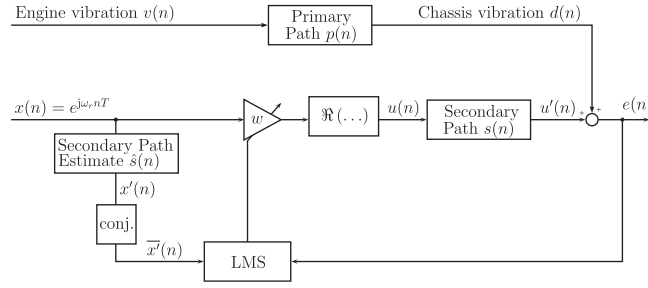 Engine vibration v(n)
Primary
Path p(n)
Chassis vibration d(n)
x(n) = e^{jω_r nT}
w
ℜ(...)
u(n)
Secondary
Path s(n)
u′(n)
+
+
e(n
Secondary Path
Estimate ŝ(n)
x′(n)
conj.
x̅′(n)
LMS